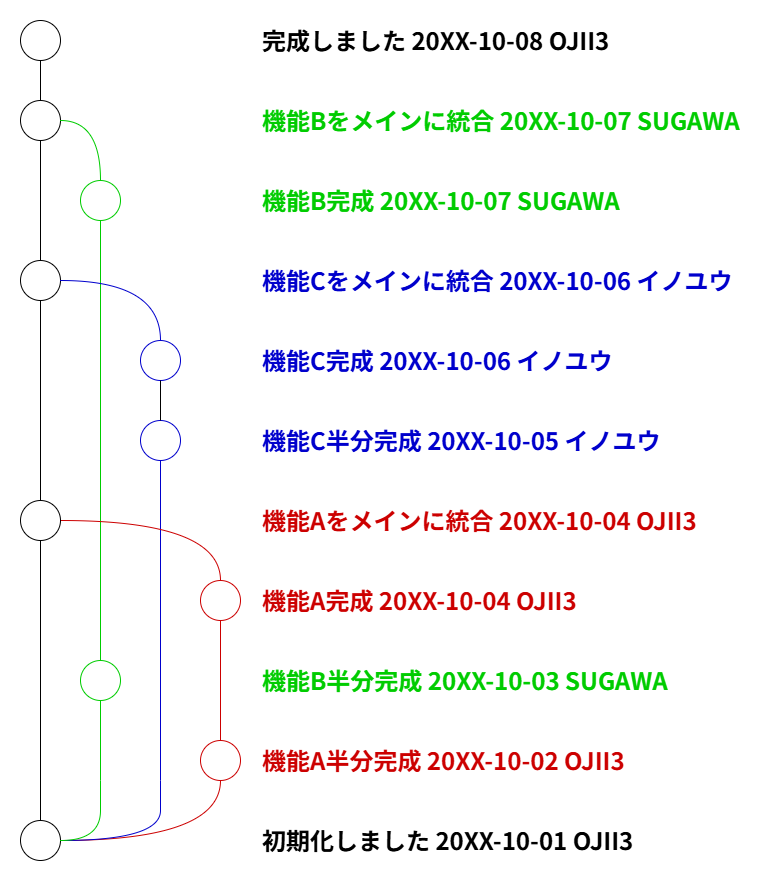 完成しました 20XX-10-08 OJII3
機能Bをメインに統合 20XX-10-07 SUGAWA
機能B完成 20XX-10-07 SUGAWA
機能Cをメインに統合 20XX-10-06 イノユウ
機能C完成 20XX-10-06 イノユウ
機能C半分完成 20XX-10-05 イノユウ
機能Aをメインに統合 20XX-10-04 OJII3
機能A完成 20XX-10-04 OJII3
機能B半分完成 20XX-10-03 SUGAWA
機能A半分完成 20XX-10-02 OJII3
初期化しました 20XX-10-01 OJII3